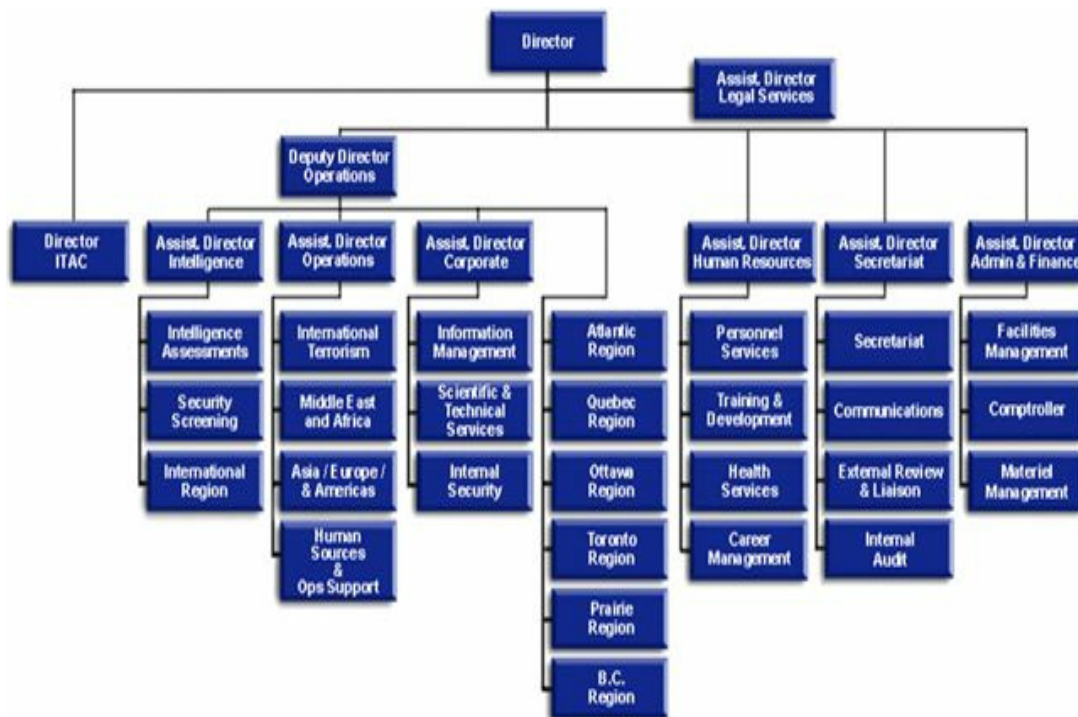 Director
Assist. Director
Legal Services
Deputy Director
Operations
Director
ITAC
Assist. Director
Intelligence
Assist. Director
Operations
Assist. Director
Corporate
Assist. Director
Human Resources
Assist. Director
Secretariat
Assist. Director
Admin & Finance
Intelligence
Assessments
Security
Screening
International
Region
International
Terrorism
Middle East
and Africa
Asia / Europe /
& Americas
Human
Sources
&
Ops Support
Information
Management
Scientific &
Technical
Services
Internal
Security
Atlantic
Region
Quebec
Region
Ottawa
Region
Toronto
Region
Prairie
Region
B.C.
Region
Personnel
Services
Training &
Development
Health
Services
Career
Management
Secretariat
Communications
External Review
& Liaison
Internal
Audit
Facilities
Management
Comptroller
Materiel
Management